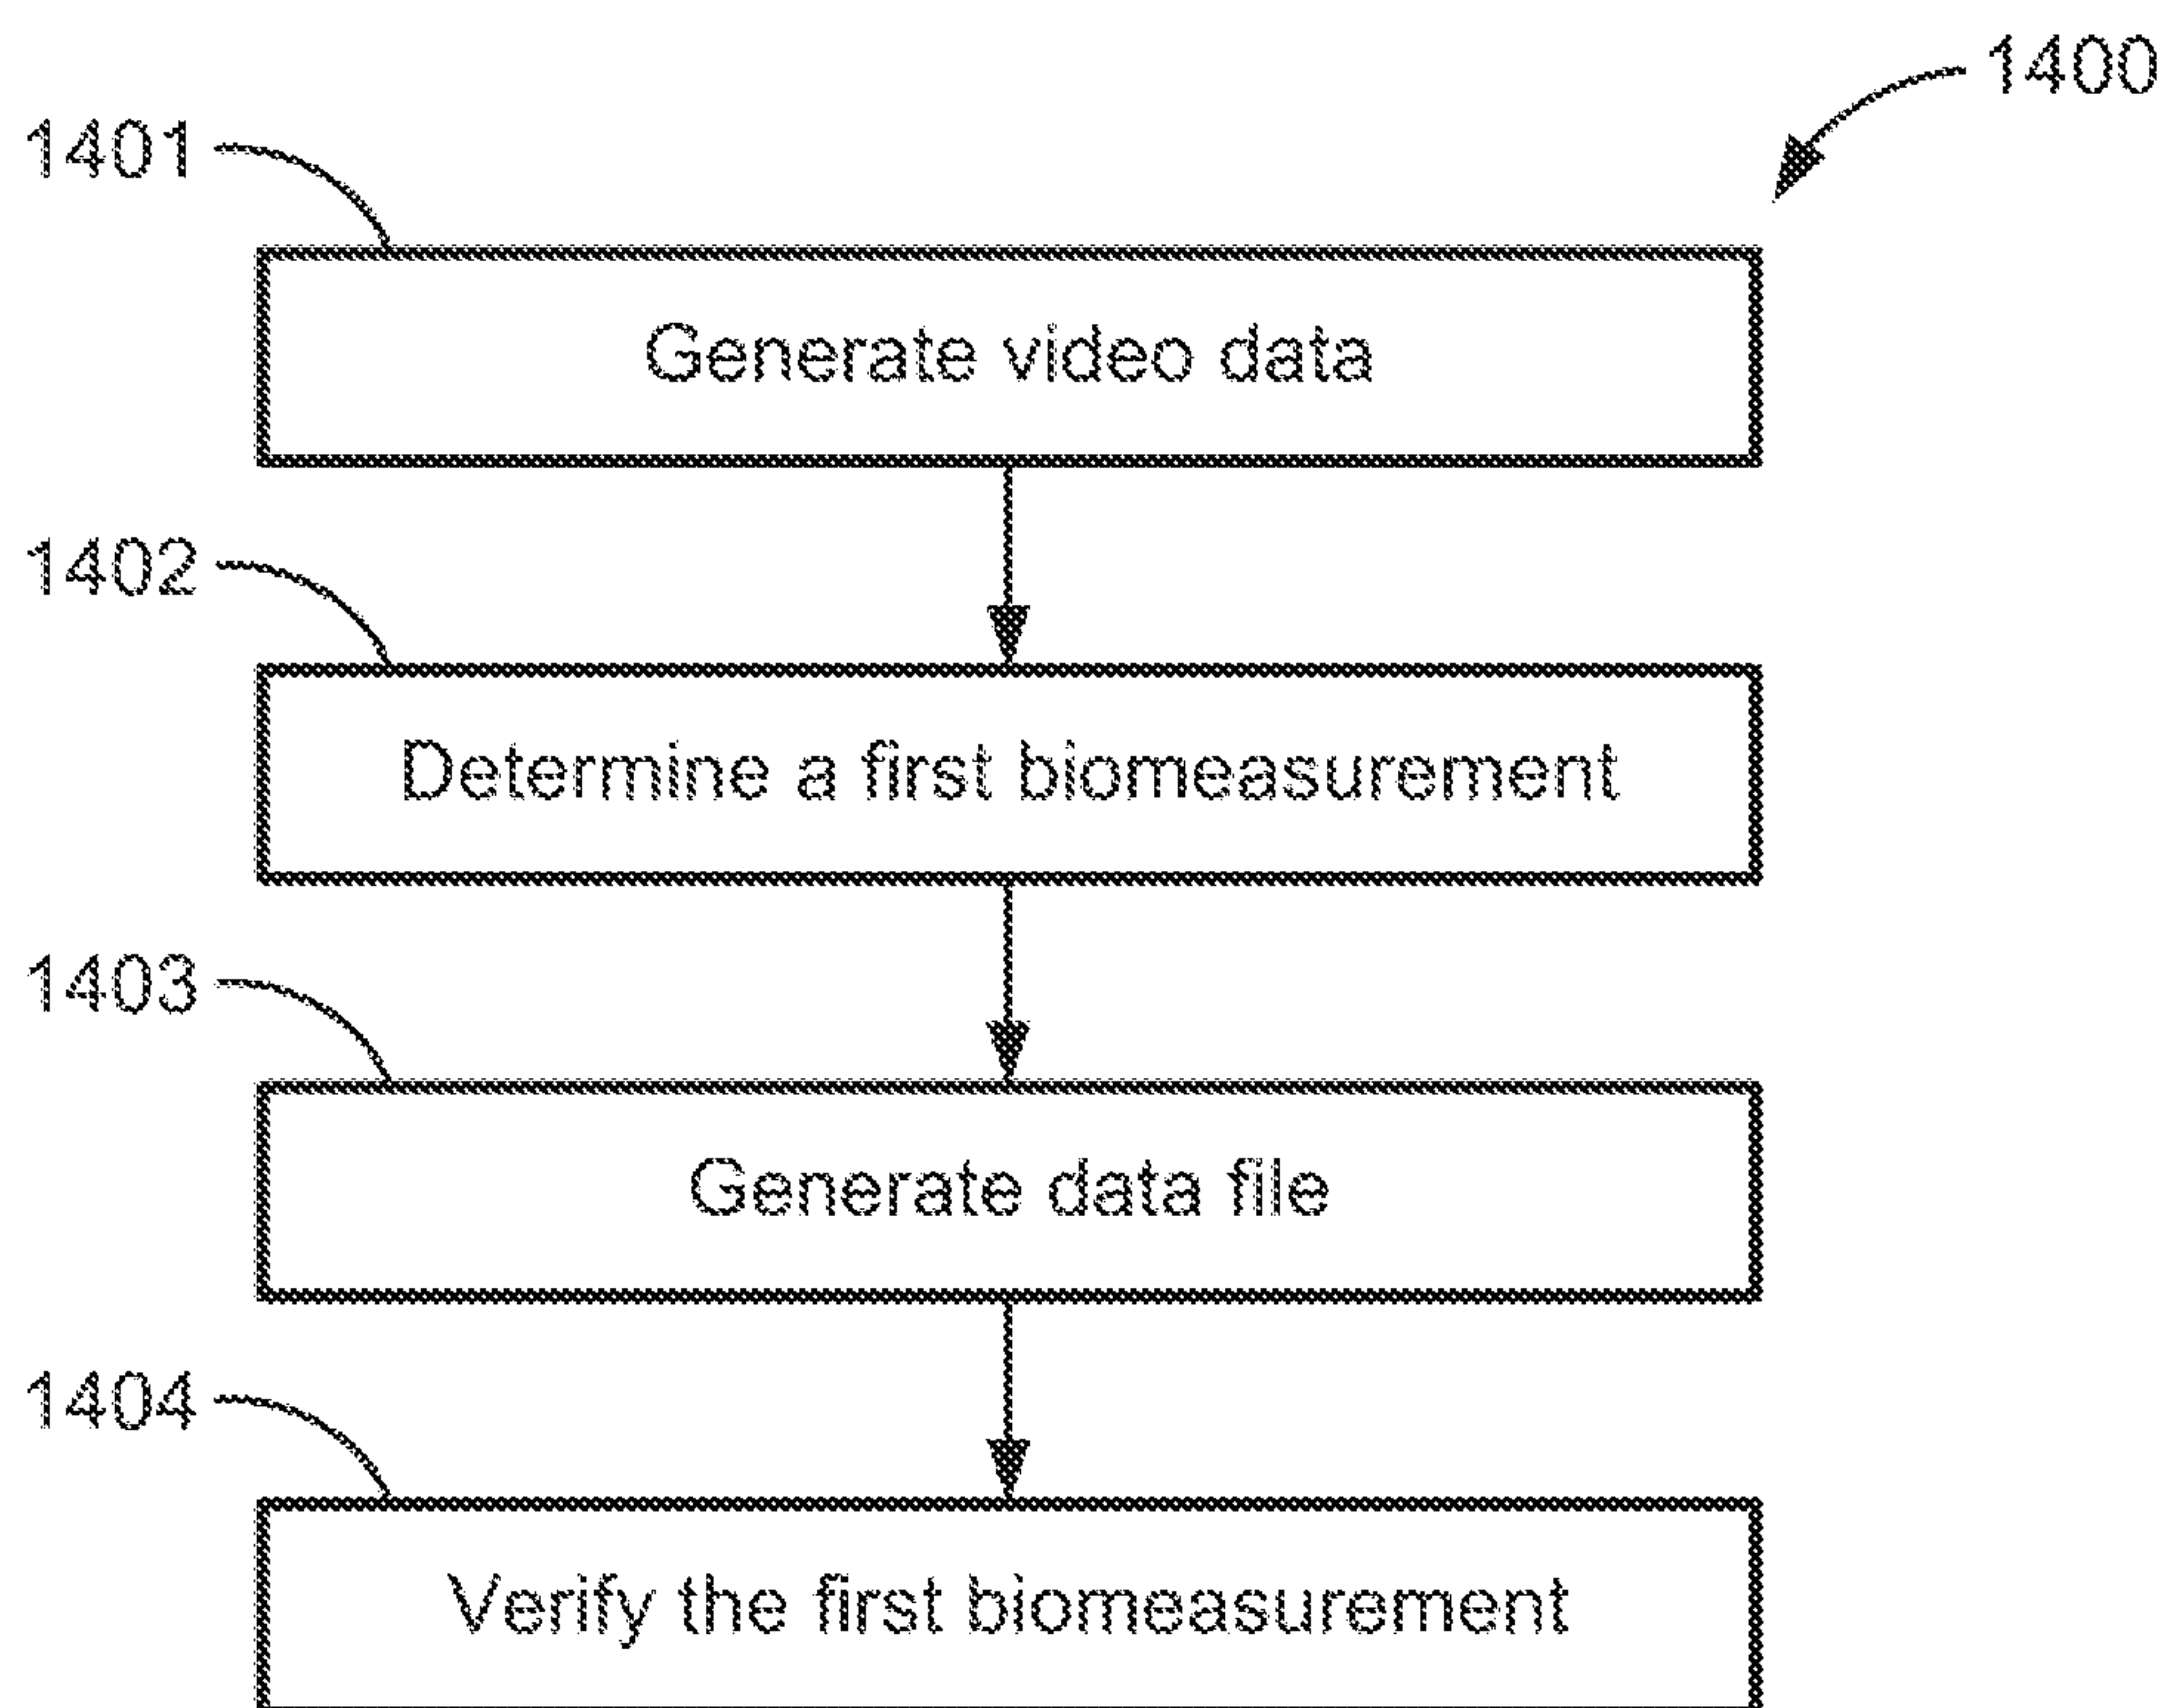 1400
1401
Generate video data
1402
Determine a first biomeasurement
1403
Generate data file
1404
Verify the first biomeasurement